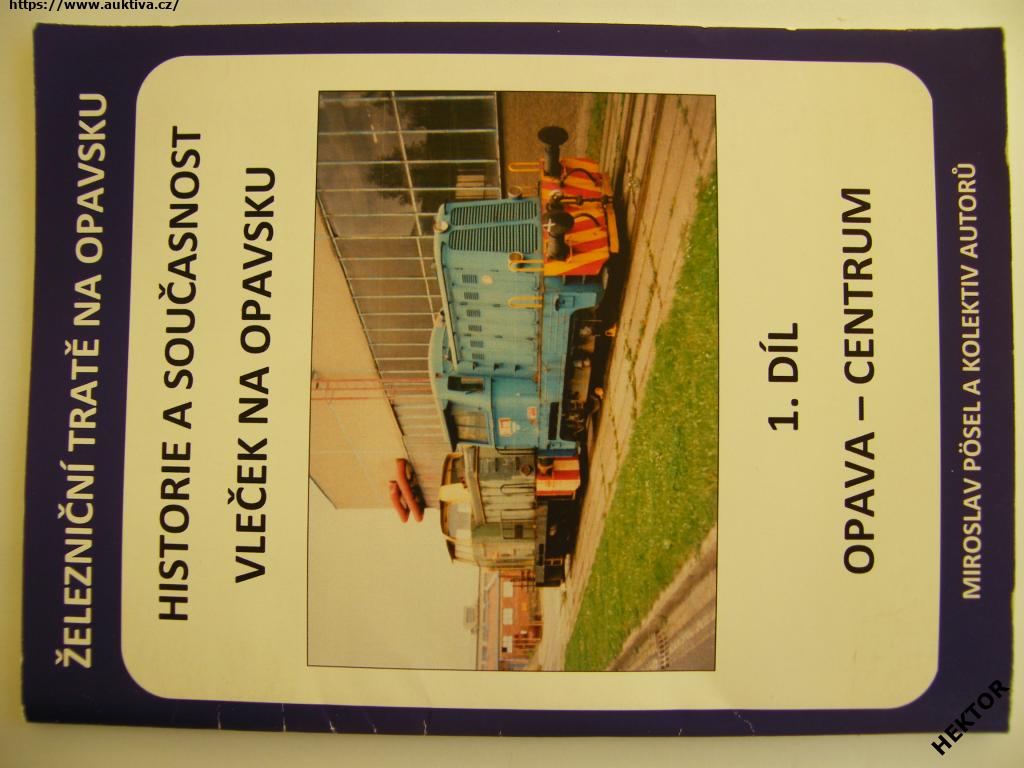 https://www.auktiva.cz/
ŽELEZNIČNÍ TRATĚ NA OPAVSKU
HISTORIE A SOUČASNOST
VLEČEK NA OPAVSKU
1. DÍL
OPAVA – CENTRUM
MIROSLAV PÖSEL A KOLEKTIV AUTORŮ
HEKTOR